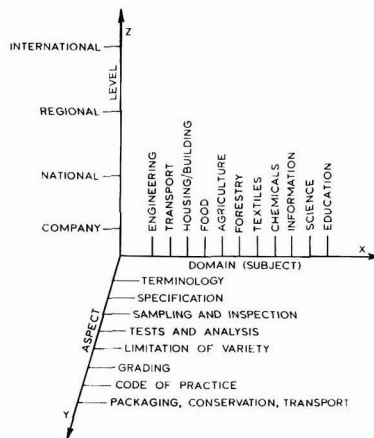 Z
INTERNATIONAL
LEVEL
REGIONAL
NATIONAL
COMPANY
ENGINEERING
TRANSPORT
HOUSING/BUILDING
FOOD
AGRICULTURE
FORESTRY
TEXTILES
CHEMICALS
INFORMATION
SCIENCE
EDUCATION
X
DOMAIN (SUBJECT)
ASPECT
TERMINOLOGY
SPECIFICATION
SAMPLING AND INSPECTION
TESTS AND ANALYSIS
LIMITATION OF VARIETY
GRADING
CODE OF PRACTICE
PACKAGING, CONSERVATION, TRANSPORT
Y